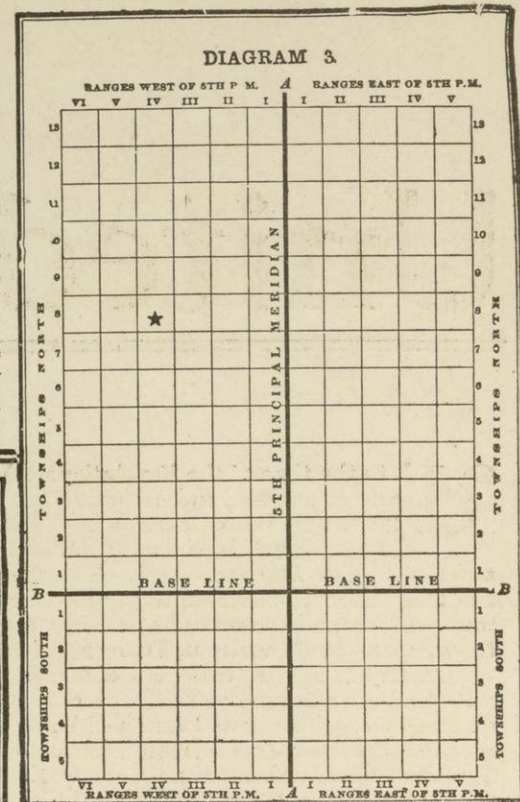 DIAGRAM 3.
RANGES WEST OF 5TH P M. A RANGES EAST OF 5TH P.M.
VI V IV III II I I II III IV V
13 13
12 12
11 11
10 10
9 9
8 8
7 7
6 6
5 5
4 4
3 3
2 2
1 1
TOWNSHIPS NORTH
5TH PRINCIPAL MERIDIAN
TOWNSHIPS NORTH
B BASE LINE BASE LINE B
1 1
2 2
3 3
4 4
5 5
TOWNSHIPS SOUTH
TOWNSHIPS SOUTH
VI V IV III II I A I II III IV V
RANGES WEST OF 5TH P.M. RANGES EAST OF 5TH P.M.